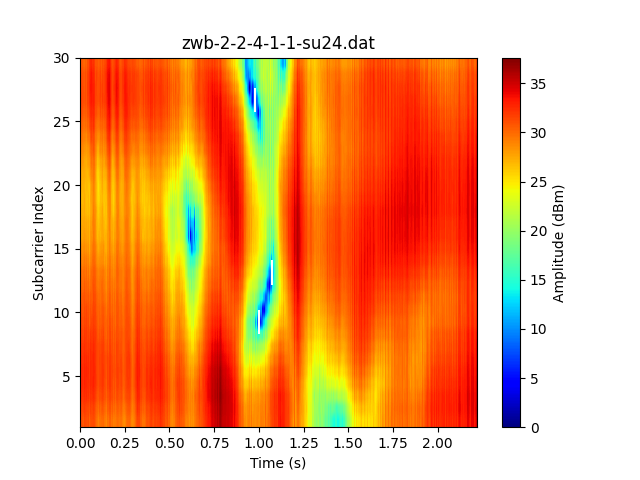 zwb-2-2-4-1-1-su24.dat
30
25
20
15
10
5
Subcarrier Index
0.00 0.25 0.50 0.75 1.00 1.25 1.50 1.75 2.00
Time (s)
35
30
25
20
15
10
5
0
Amplitude (dBm)